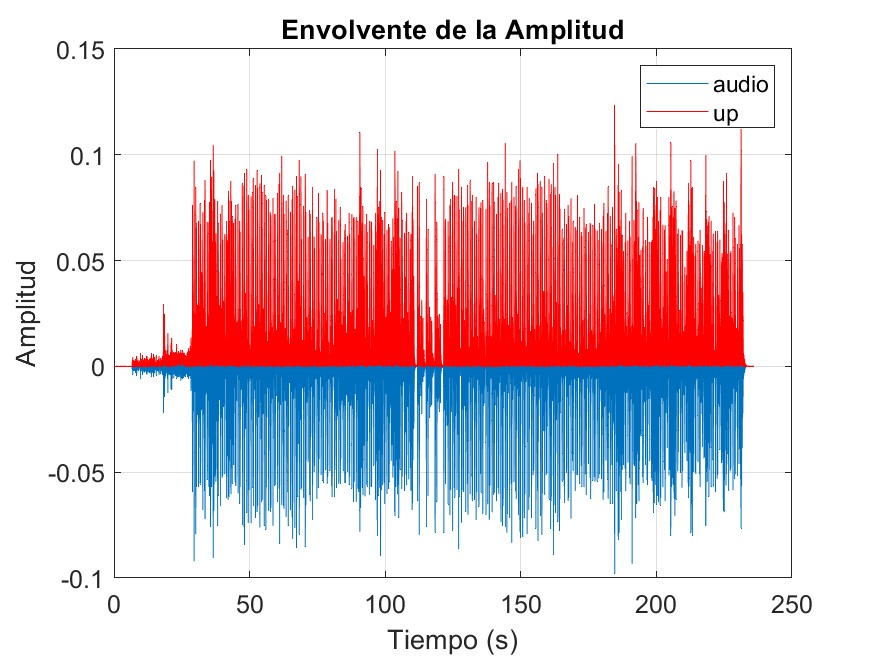 Envolvente de la Amplitud
0.15
0.1
0.05
0
-0.05
-0.1
Amplitud
audio
up
0 50 100 150 200 250
Tiempo (s)